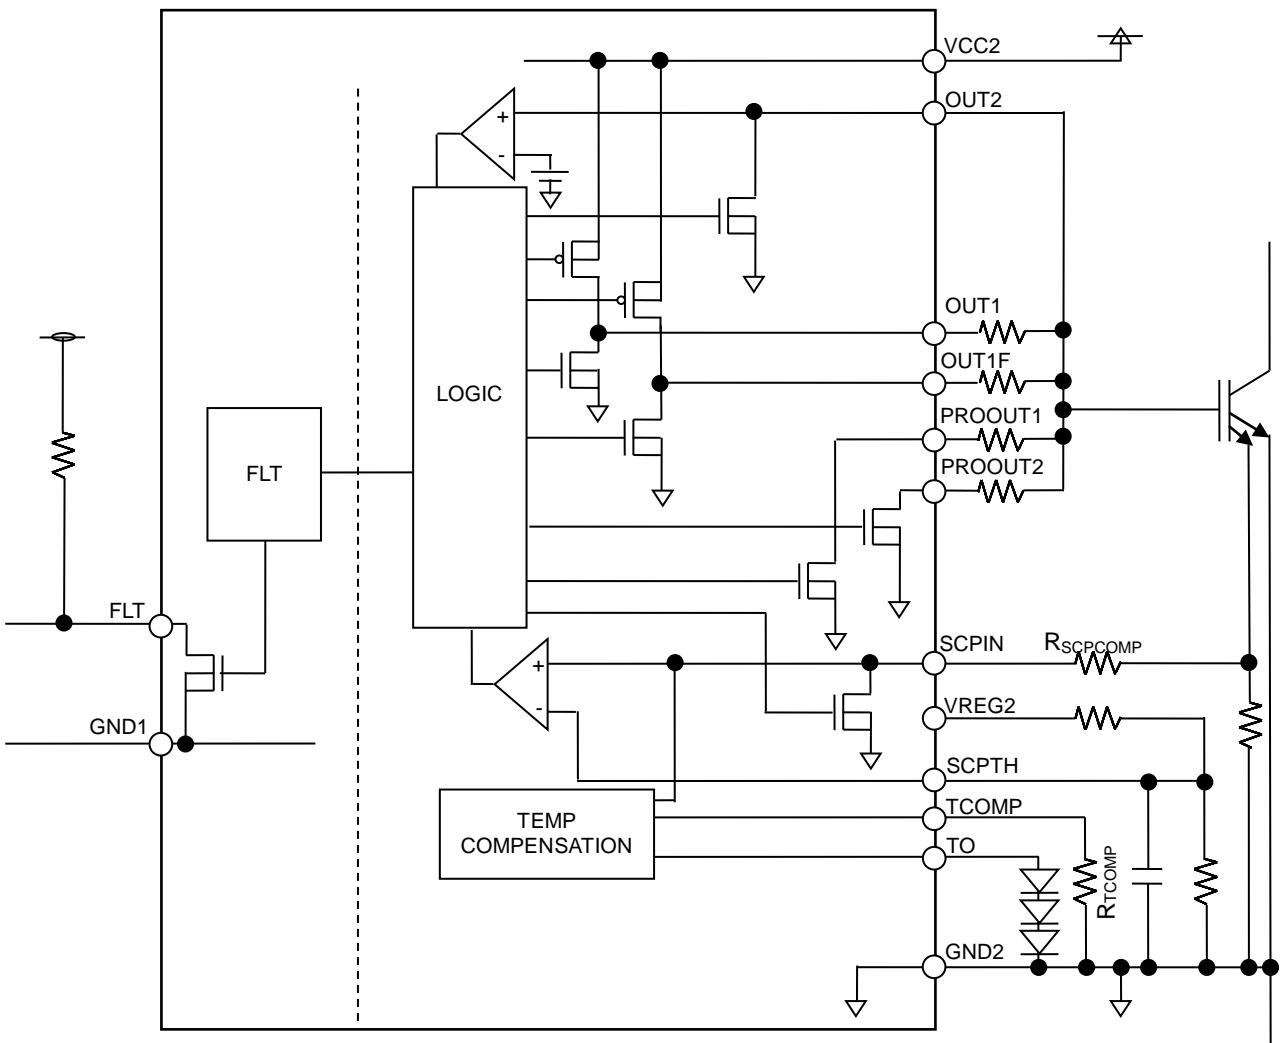 VCC2
OUT2
+
-
OUT1
OUT1F
LOGIC
PROOUT1
FLT
PROOUT2
FLT
SCPIN
RSCPCOMP
+
-
VREG2
GND1
SCPTH
TCOMP
TEMP
COMPENSATION
TO
RTCOMP
GND2